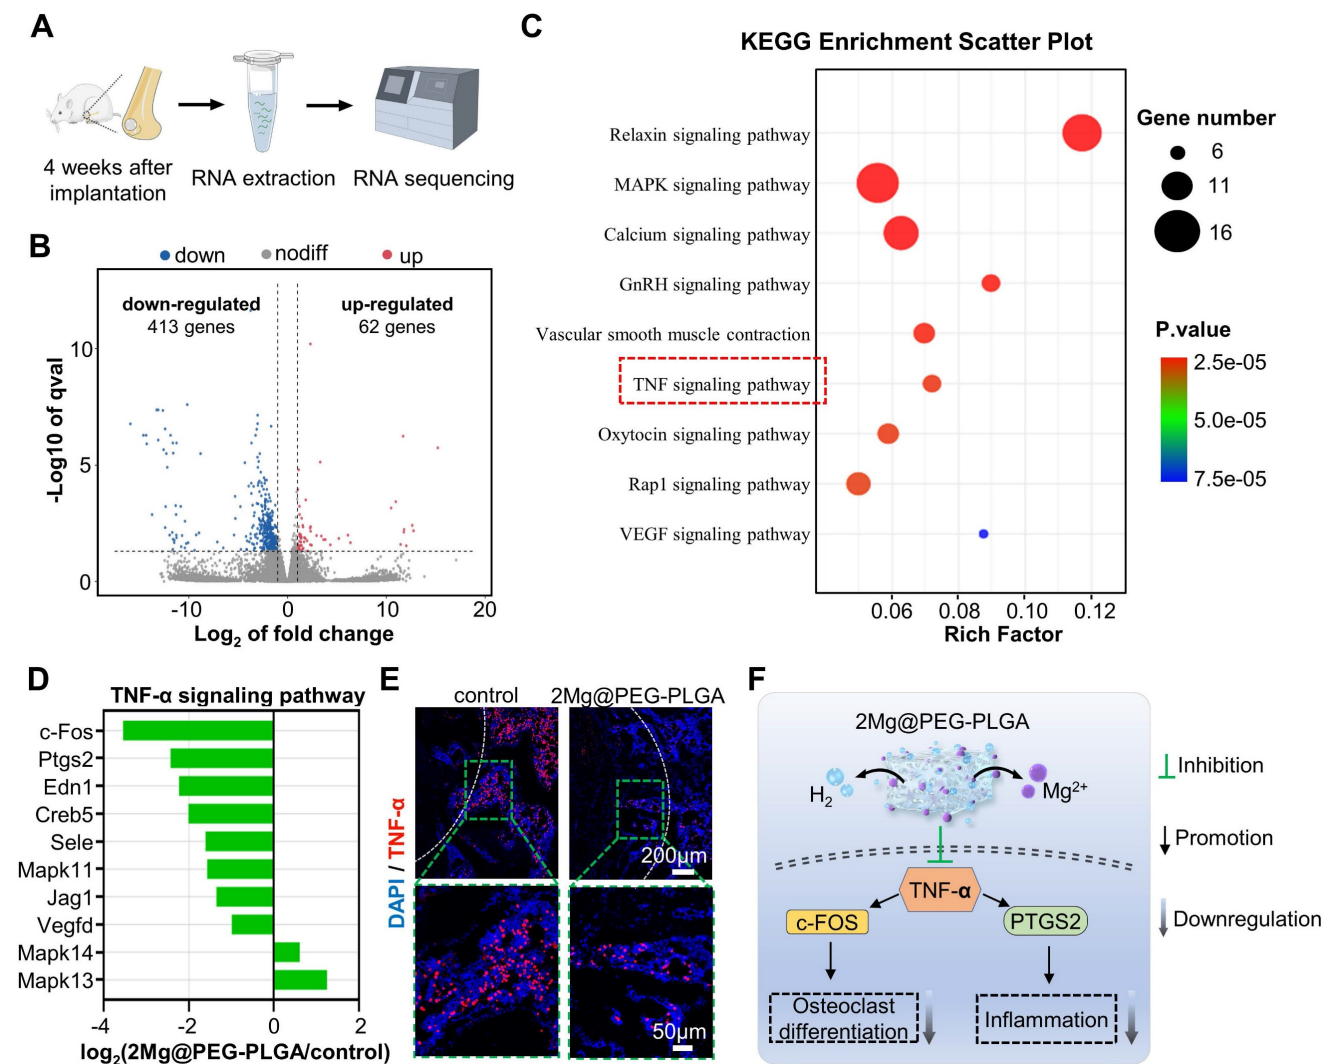 A
4 weeks after
implantation
RNA extraction
RNA sequencing
B
down
nodiff
up
down-regulated
413 genes
up-regulated
62 genes
-Log10 of qval
10
5
0
-10
0
10
20
Log2 of fold change
C
KEGG Enrichment Scatter Plot
Relaxin signaling pathway
MAPK signaling pathway
Calcium signaling pathway
GnRH signaling pathway
Vascular smooth muscle contraction
TNF signaling pathway
Oxytocin signaling pathway
Rap1 signaling pathway
VEGF signaling pathway
0.06
0.08
0.10
0.12
Rich Factor
Gene number
6
11
16
P.value
2.5e-05
5.0e-05
7.5e-05
D
TNF-α signaling pathway
c-Fos
Ptgs2
Edn1
Creb5
Sele
Mapk11
Jag1
Vegfd
Mapk14
Mapk13
-4
-2
0
2
log2(2Mg@PEG-PLGA/control)
E
control
2Mg@PEG-PLGA
DAPI / TNF-α
200μm
50μm
F
2Mg@PEG-PLGA
H2
Mg2+
TNF-α
c-FOS
PTGS2
Osteoclast
differentiation
Inflammation
Inhibition
Promotion
Downregulation